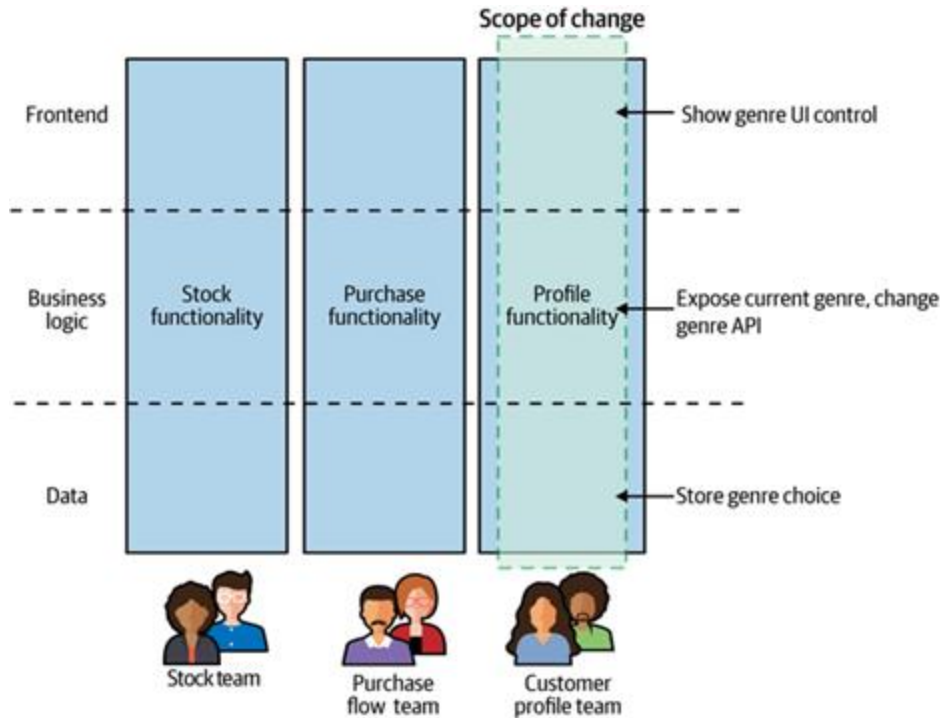 Scope of change
Frontend
Show genre UI control
Business
logic
Stock
functionality
Purchase
functionality
Profile
functionality
Expose current genre, change
genre API
Data
Store genre choice
Stock team
Purchase
flow team
Customer
profile team